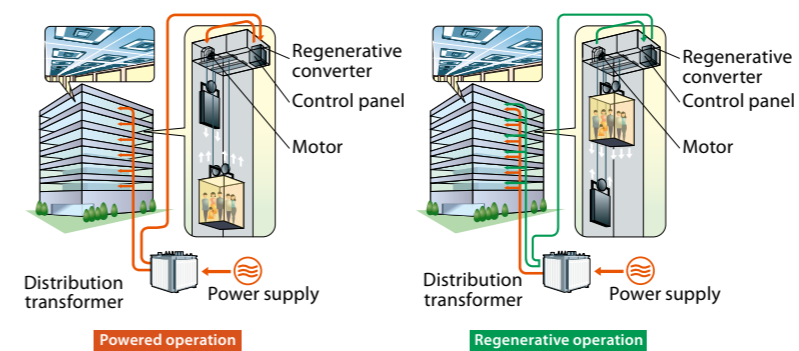 Regenerative
converter
Control panel
Motor
Distribution
transformer
Power supply
Powered operation
Regenerative
converter
Control panel
Motor
Distribution
transformer
Power supply
Regenerative operation